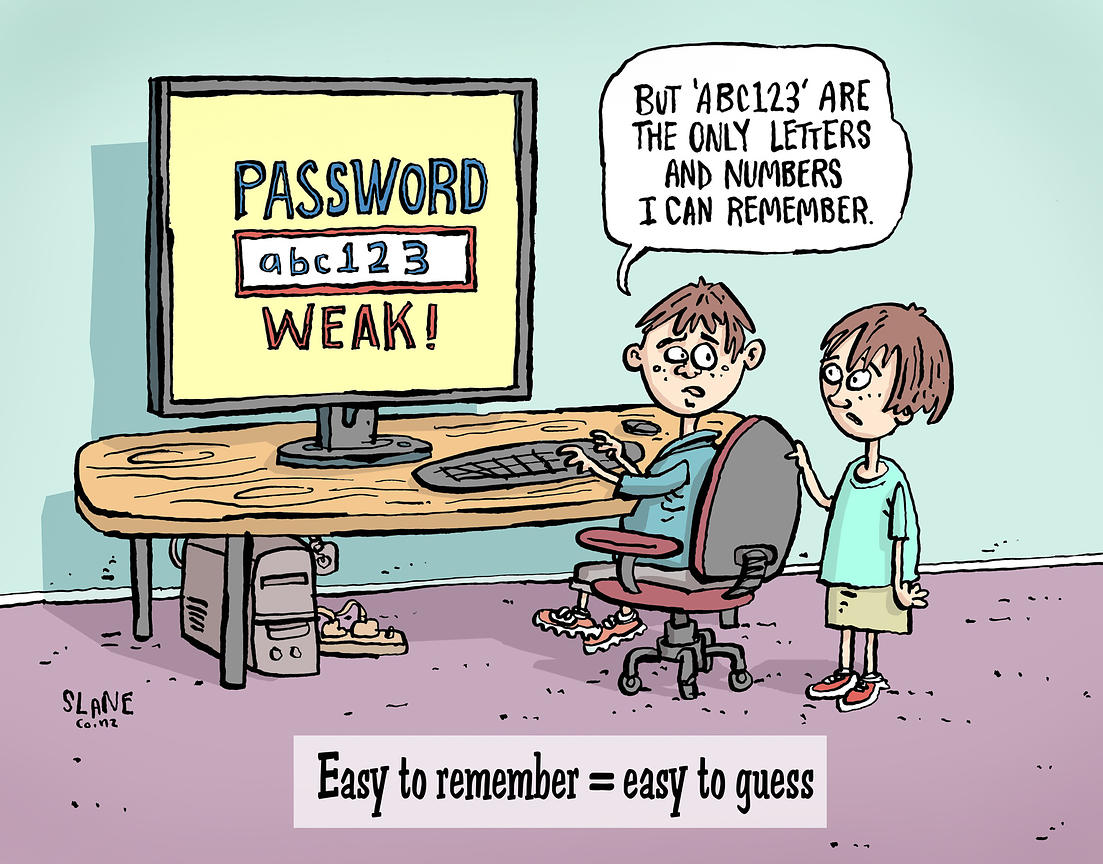 PASSWORD
abc123
WEAK!
BUT 'ABC123' ARE
THE ONLY LETTERS
AND NUMBERS
I CAN REMEMBER.
SLANE
co.nz
Easy to remember = easy to guess